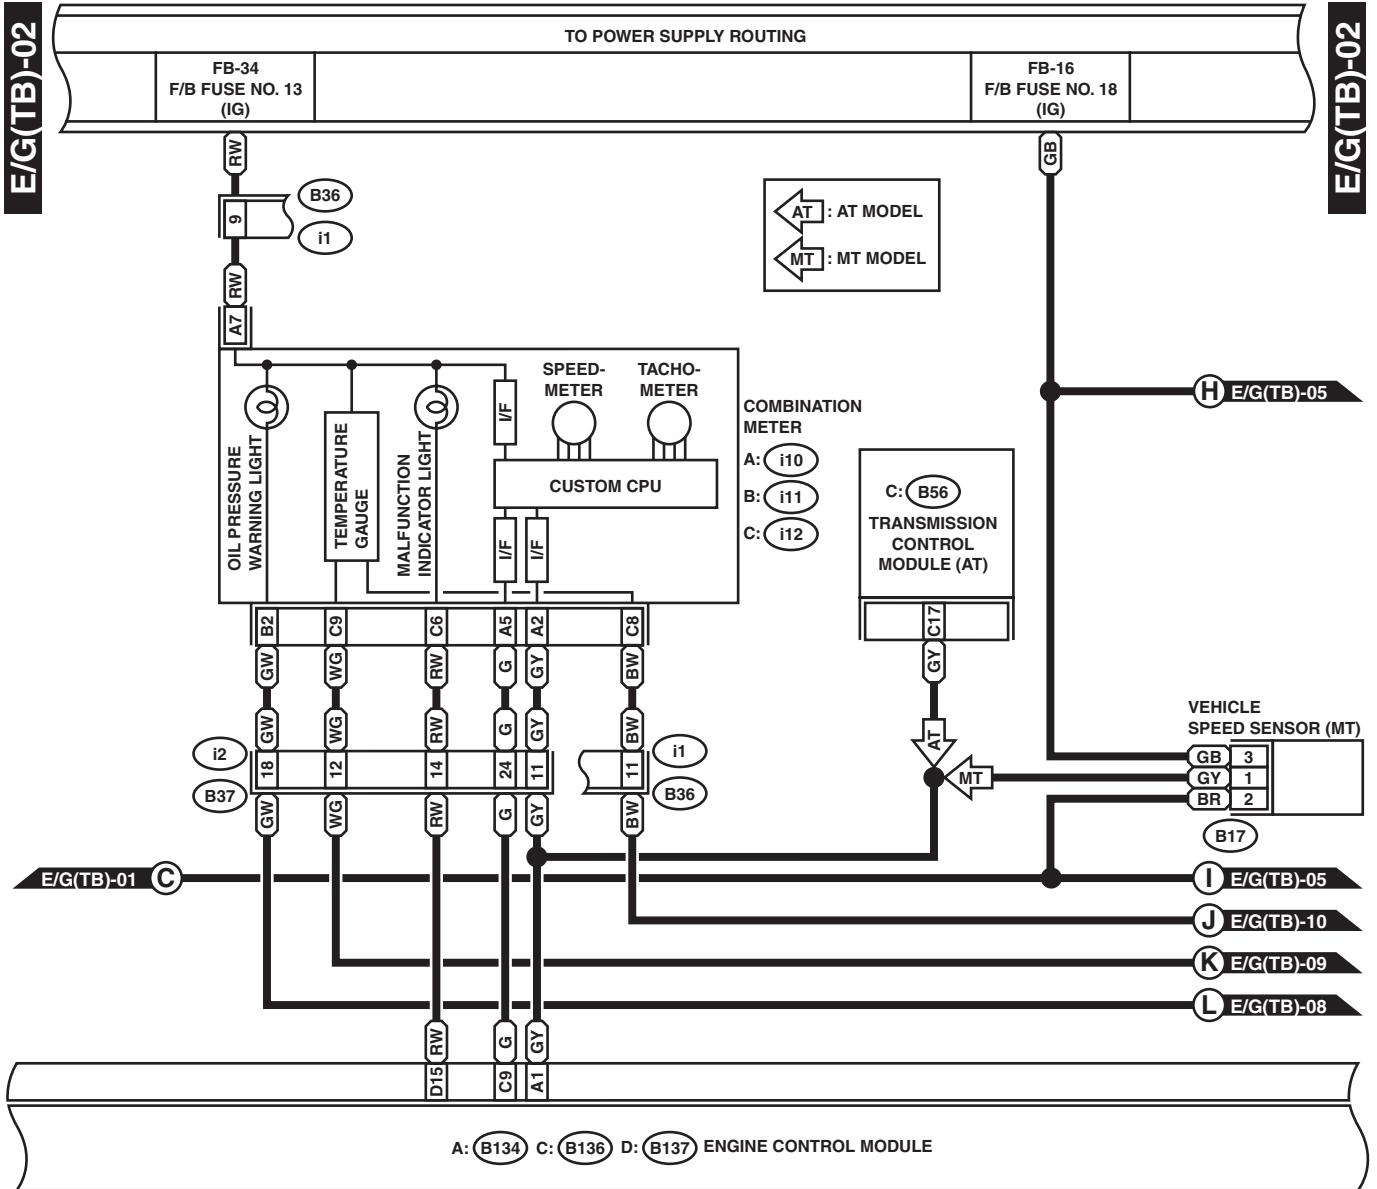 E/G(TB)-02
E/G(TB)-02
TO POWER SUPPLY ROUTING
FB-34
F/B FUSE NO. 13
(IG)
FB-16
F/B FUSE NO. 18
(IG)
RW
GB
9
B36
i1
AT : AT MODEL
MT : MT MODEL
RW
A7
H E/G(TB)-05
OIL PRESSURE
WARNING LIGHT
TEMPERATURE
GAUGE
MALFUNCTION
INDICATOR LIGHT
I/F
SPEED-
METER
TACHO-
METER
CUSTOM CPU
I/F
I/F
COMBINATION
METER
A: i10
B: i11
C: i12
C: B56
TRANSMISSION
CONTROL
MODULE (AT)
B2 C9 C6 A5 A2 C8
C17
GW WG RW G GY BW
GY
GW WG RW G GY BW
AT
MT
i2
B37
18 12 14 24 11
11
i1
B36
GW WG RW G GY BW
VEHICLE
SPEED SENSOR (MT)
GB 3
GY 1
BR 2
B17
E/G(TB)-01 C
I E/G(TB)-05
J E/G(TB)-10
K E/G(TB)-09
L E/G(TB)-08
RW G GY
D15 C9 A1
A: B134 C: B136 D: B137 ENGINE CONTROL MODULE